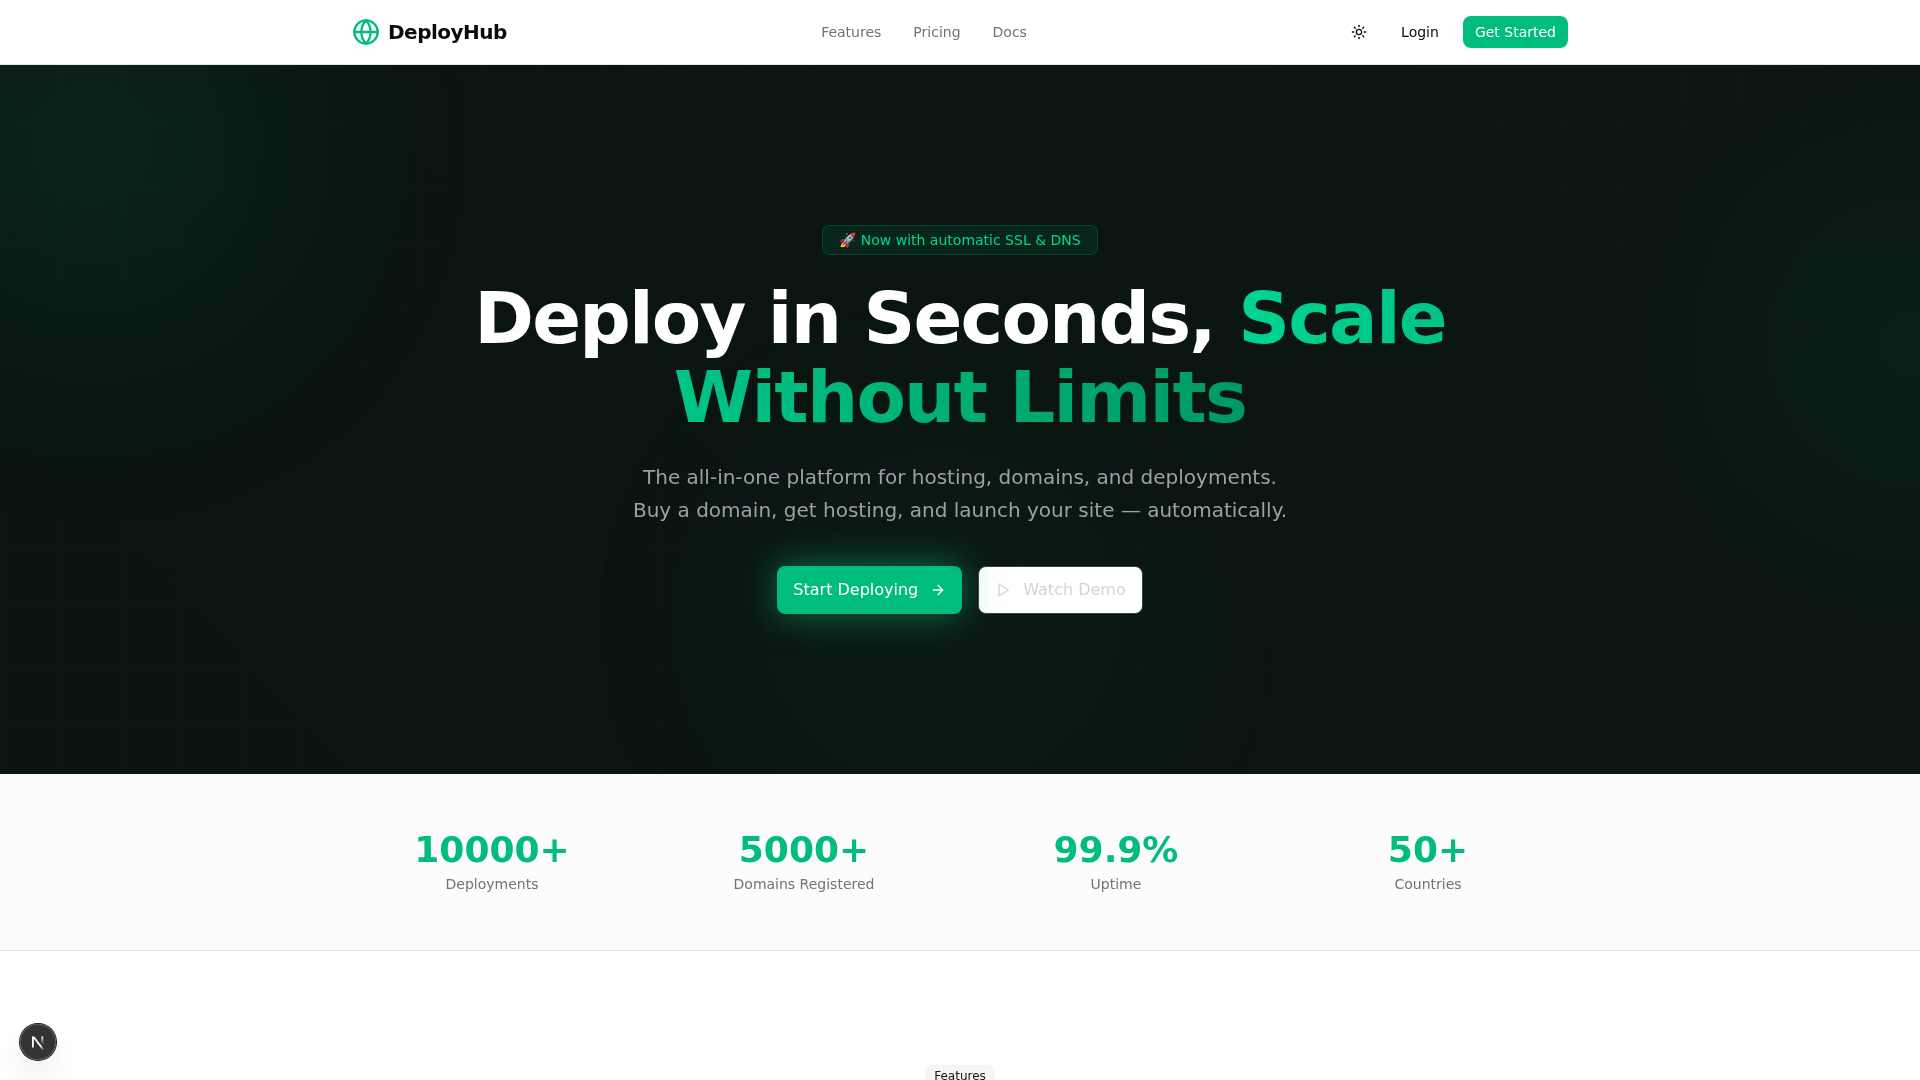 DeployHub
Features
Pricing
Docs
Login
Get Started
🚀 Now with automatic SSL & DNS
Deploy in Seconds, Scale
Without Limits
The all-in-one platform for hosting, domains, and deployments.
Buy a domain, get hosting, and launch your site — automatically.
Start Deploying
Watch Demo
10000+
Deployments
5000+
Domains Registered
99.9%
Uptime
50+
Countries
N
Features